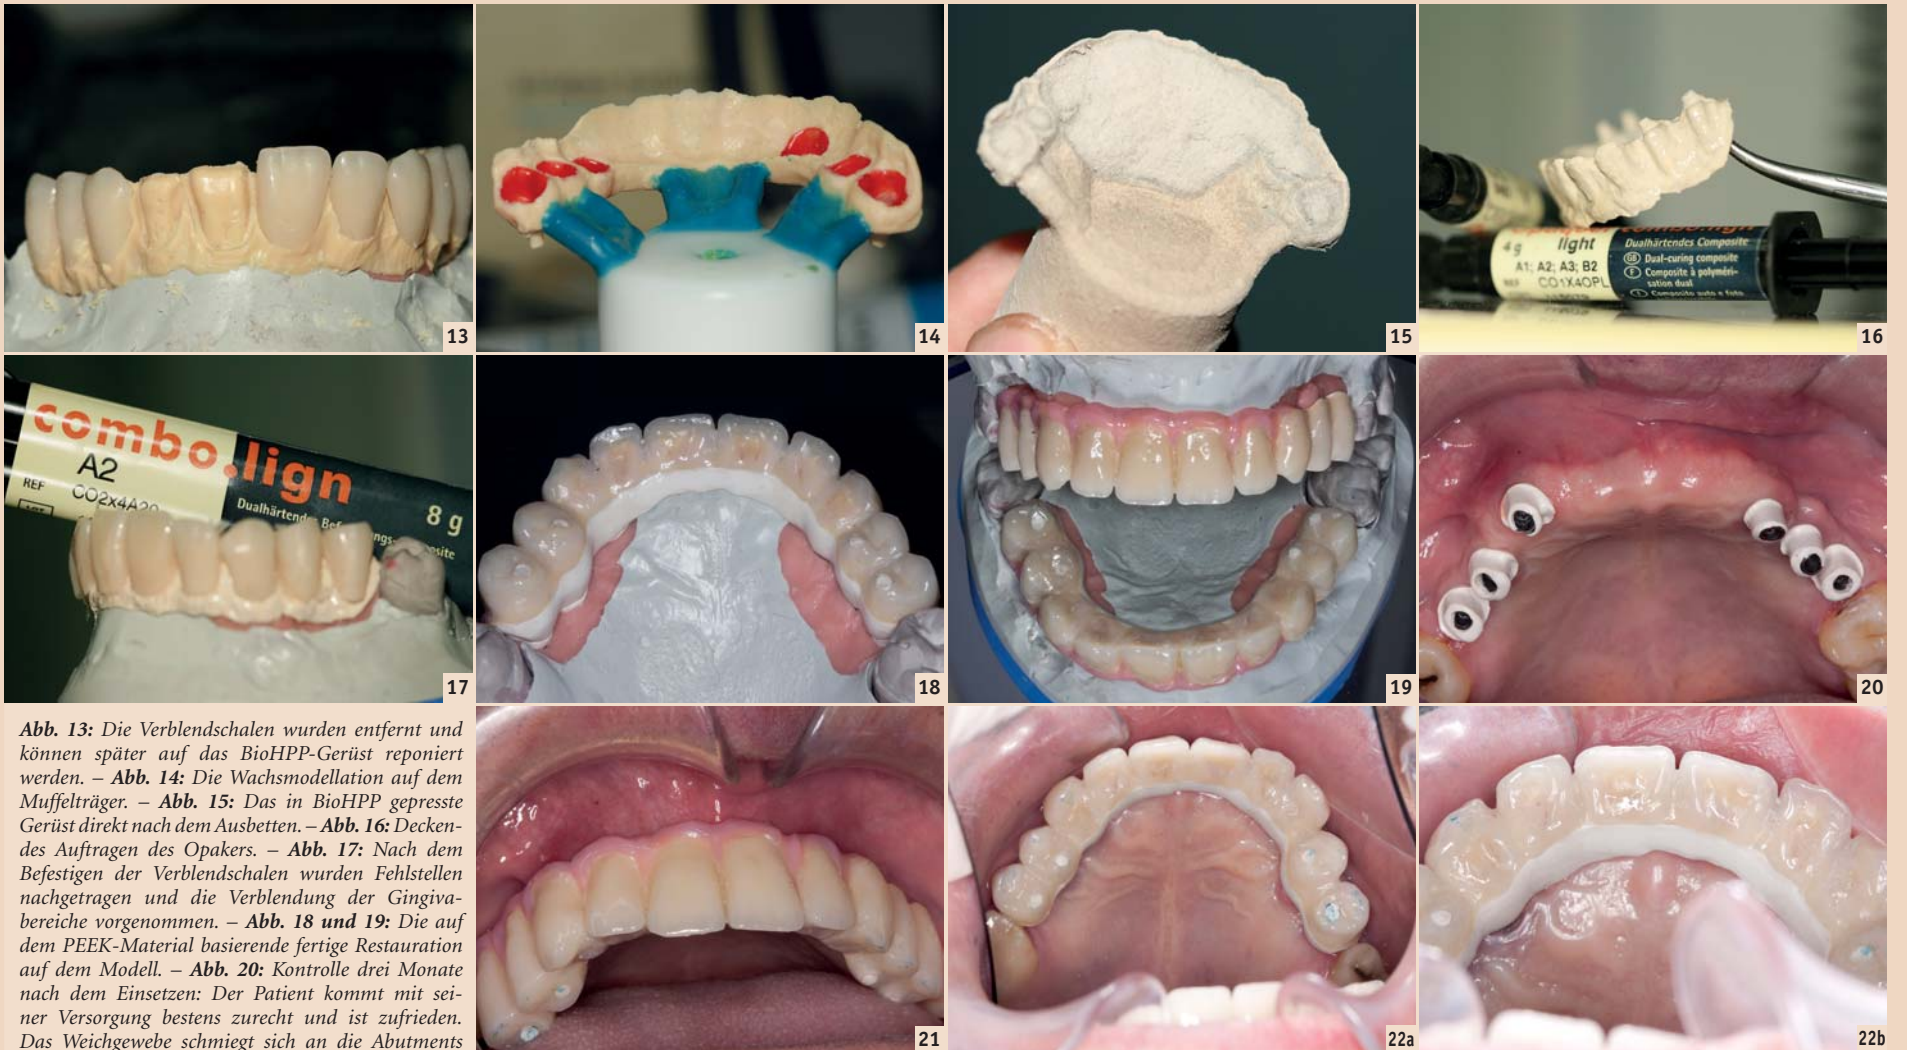 13
14
15
4 g light
A1; A2; A3; B2
REF CO1X4OPL
Dualhärtendes Composite
GB Dual-curing composite
F Composite à polyméri-
sation dual
I Composito auto e foto
16
combo.lign
A2
REF CO2x4A20
Dualhärtendes
8 g
17
18
19
20
Abb. 13: Die Verblendschalen wurden entfernt und
können später auf das BioHPP-Gerüst reponiert
werden. – Abb. 14: Die Wachsmodellation auf dem
Muffelträger. – Abb. 15: Das in BioHPP gepresste
Gerüst direkt nach dem Ausbetten. – Abb. 16: Decken-
des Auftragen des Opakers. – Abb. 17: Nach dem
Befestigen der Verblendschalen wurden Fehlstellen
nachgetragen und die Verblendung der Gingiva-
bereiche vorgenommen. – Abb. 18 und 19: Die auf
dem PEEK-Material basierende fertige Restauration
auf dem Modell. – Abb. 20: Kontrolle drei Monate
nach dem Einsetzen: Der Patient kommt mit sei-
ner Versorgung bestens zurecht und ist zufrieden.
Das Weichgewebe schmiegt sich an die Abutments
21
22a
22b